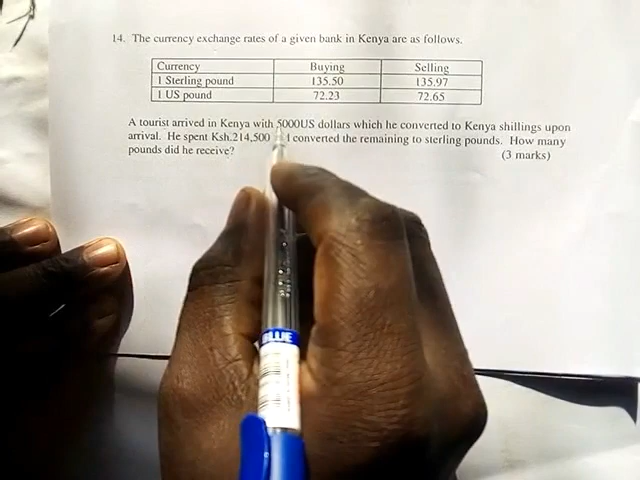 14. The currency exchange rates of a given bank in Kenya are as follows.
Currency Buying Selling
1 Sterling pound 135.50 135.97
1 US pound 72.23 72.65
A tourist arrived in Kenya with 5000US dollars which he converted to Kenya shillings upon
arrival. He spent Ksh.214,500 converted the remaining to sterling pounds. How many
pounds did he receive? (3 marks)
BLUE